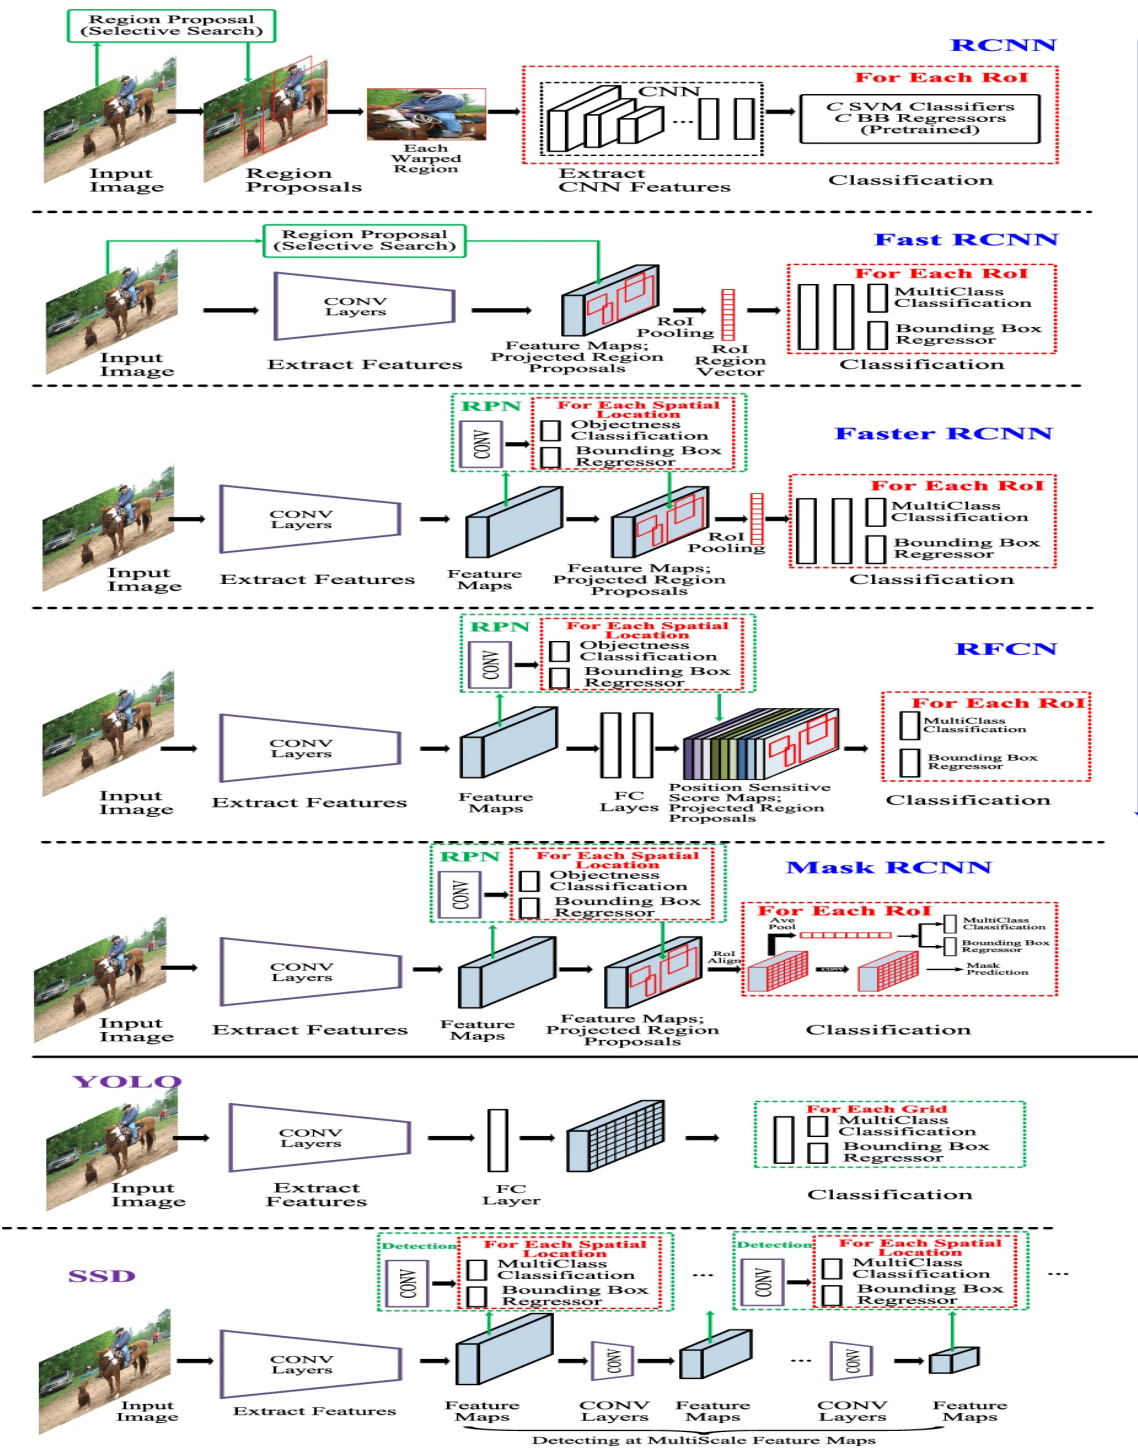 Region Proposal
(Selective Search)
RCNN
For Each RoI
CNN
...
C SVM Classifiers
C BB Regressors
(Pretrained)
Input
Image
Region
Proposals
Each
Warped
Region
Extract
CNN Features
Classification
Region Proposal
(Selective Search)
Fast RCNN
For Each RoI
CONV
Layers
MultiClass
Classification
Bounding Box
Regressor
RoI
Pooling
Input
Image
Extract Features
Feature Maps;
Projected Region
Proposals
RoI
Region
Vector
Classification
RPN
For Each Spatial
Location
CONV
Objectness
Classification
Bounding Box
Regressor
Faster RCNN
For Each RoI
CONV
Layers
MultiClass
Classification
Bounding Box
Regressor
RoI
Pooling
Input
Image
Extract Features
Feature
Maps
Feature Maps;
Projected Region
Proposals
Classification
RPN
For Each Spatial
Location
CONV
Objectness
Classification
Bounding Box
Regressor
RFCN
For Each RoI
MultiClass
Classification
Bounding Box
Regressor
CONV
Layers
Input
Image
Extract Features
Feature
Maps
FC
Layes
Position Sensitive
Score Maps;
Projected Region
Proposals
Classification
RPN
For Each Spatial
Location
CONV
Objectness
Classification
Bounding Box
Regressor
Mask RCNN
For Each RoI
Ave
Pool
MultiClass
Classification
Bounding Box
Regressor
CONV
Mask
Prediction
CONV
Layers
RoI
Align
Input
Image
Extract Features
Feature
Maps
Feature Maps;
Projected Region
Proposals
Classification
YOLO
CONV
Layers
For Each Grid
MultiClass
Classification
Bounding Box
Regressor
Input
Image
Extract
Features
FC
Layer
Classification
SSD
Detection
For Each Spatial
Location
CONV
MultiClass
Classification
Bounding Box
Regressor
...
Detection
For Each Spatial
Location
CONV
MultiClass
Classification
Bounding Box
Regressor
...
CONV
Layers
CONV
...
CONV
Input
Image
Extract Features
Feature
Maps
CONV
Layers
Feature
Maps
CONV
Layers
Feature
Maps
Detecting at MultiScale Feature Maps